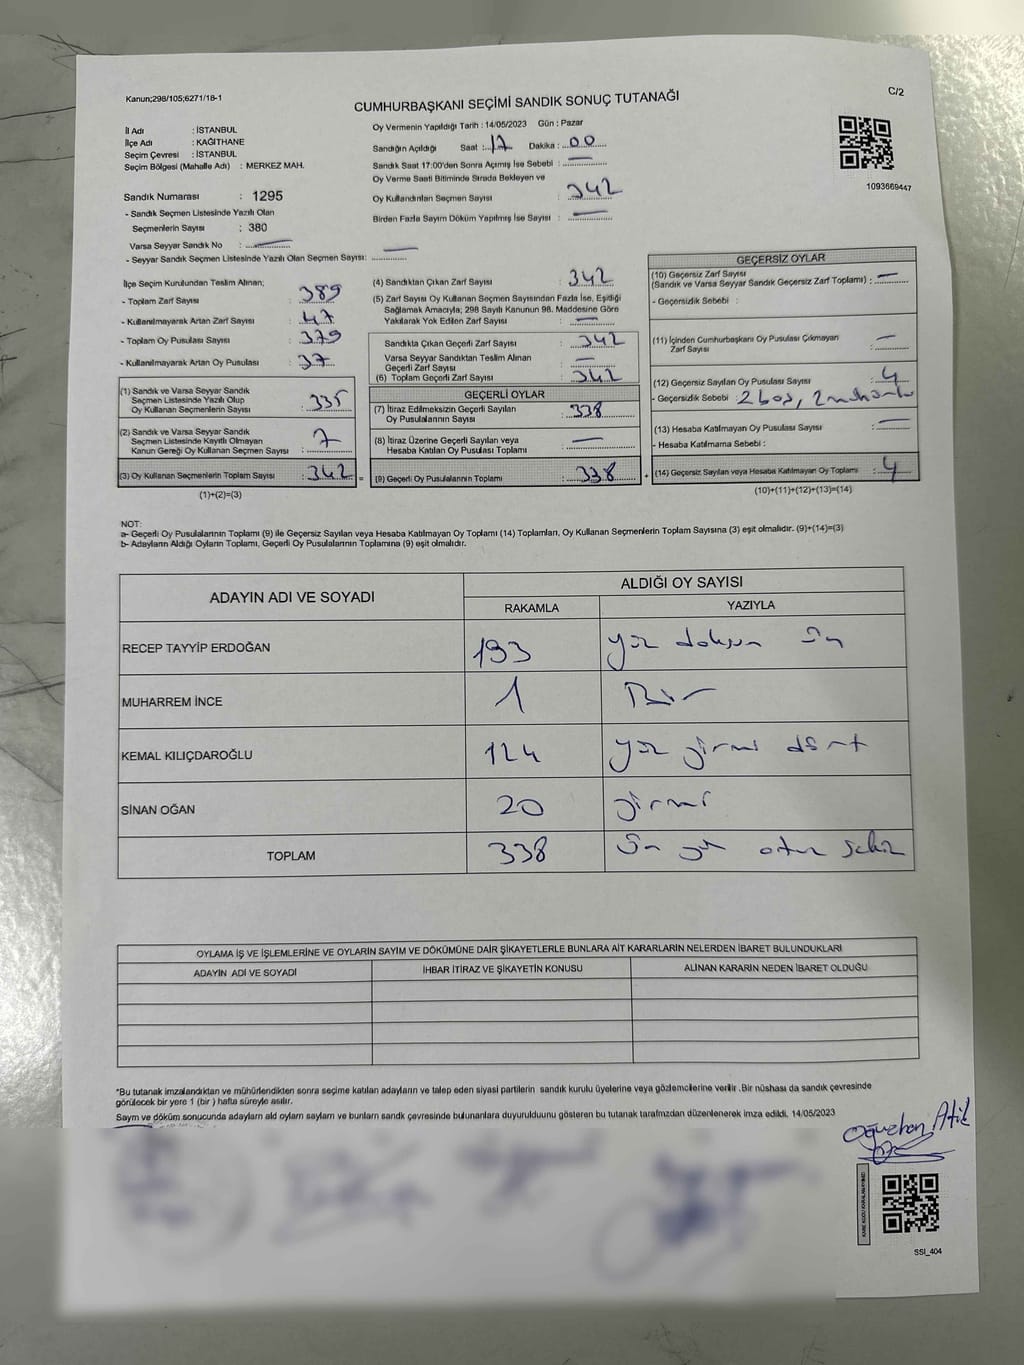 Kanun;298/105;6271/18-1
C/2
CUMHURBAŞKANI SEÇİMİ SANDIK SONUÇ TUTANAĞI
İl Adı : İSTANBUL
İlçe Adı : KAĞITHANE
Seçim Çevresi : İSTANBUL
Seçim Bölgesi (Mahalle Adı) : MERKEZ MAH.
Sandık Numarası : 1295
- Sandık Seçmen Listesinde Yazılı Olan
Seçmenlerin Sayısı : 380
Varsa Seyyar Sandık No :
- Seyyar Sandık Seçmen Listesinde Yazılı Olan Seçmen Sayısı:
Oy Vermenin Yapıldığı Tarih : 14/05/2023 Gün : Pazar
Sandığın Açıldığı Saat : 17 Dakika : 00
Sandık Saat 17:00'den Sonra Açılmış İse Sebebi :
Oy Verme Saati Bitiminde Sırada Bekleyen ve
Oy Kullandırılan Seçmen Sayısı : 342
Birden Fazla Sayım Döküm Yapılmış İse Sayısı :
1093669447
İlçe Seçim Kurulundan Teslim Alınan;
- Toplam Zarf Sayısı : 389
- Kullanılmayarak Artan Zarf Sayısı : 47
- Toplam Oy Pusulası Sayısı : 379
- Kullanılmayarak Artan Oy Pusulası : 37
(1) Sandık ve Varsa Seyyar Sandık
Seçmen Listesinde Yazılı Olup
Oy Kullanan Seçmenlerin Sayısı : 335
(2) Sandık ve Varsa Seyyar Sandık
Seçmen Listesinde Kayıtlı Olmayan
Kanun Gereği Oy Kullanan Seçmen Sayısı : 7
(3) Oy Kullanan Seçmenlerin Toplam Sayısı : 342
(1)+(2)=(3)
(4) Sandıktan Çıkan Zarf Sayısı : 342
(5) Zarf Sayısı Oy Kullanan Seçmen Sayısından Fazla İse, Eşitliği
Sağlamak Amacıyla; 298 Sayılı Kanunun 98. Maddesine Göre
Yakılarak Yok Edilen Zarf Sayısı :
Sandıkta Çıkan Geçerli Zarf Sayısı : 342
Varsa Seyyar Sandıktan Teslim Alınan
Geçerli Zarf Sayısı :
(6) Toplam Geçerli Zarf Sayısı : 342
GEÇERLİ OYLAR
(7) İtiraz Edilmeksizin Geçerli Sayılan
Oy Pusulalarının Sayısı : 338
(8) İtiraz Üzerine Geçerli Sayılan veya
Hesaba Katılan Oy Pusulası Toplamı :
(9) Geçerli Oy Pusulalarının Toplamı : 338
GEÇERSİZ OYLAR
(10) Geçersiz Zarf Sayısı
(Sandık ve Varsa Seyyar Sandık Geçersiz Zarf Toplamı) :
- Geçersizlik Sebebi :
(11) İçinden Cumhurbaşkanı Oy Pusulası Çıkmayan
Zarf Sayısı :
(12) Geçersiz Sayılan Oy Pusulası Sayısı : 4
- Geçersizlik Sebebi : 2 boş, 2
(13) Hesaba Katılmayan Oy Pusulası Sayısı :
- Hesaba Katılmama Sebebi :
(14) Geçersiz Sayılan veya Hesaba Katılmayan Oy Toplamı : 4
(10)+(11)+(12)+(13)=(14)
NOT:
a- Geçerli Oy Pusulalarının Toplamı (9) ile Geçersiz Sayılan veya Hesaba Katılmayan Oy Toplamı (14) Toplamları, Oy Kullanan Seçmenlerin Toplam Sayısına (3) eşit olmalıdır. (9)+(14)=(3)
b- Adayların Aldığı Oyların Toplamı, Geçerli Oy Pusulalarının Toplamına (9) eşit olmalıdır.
ADAYIN ADI VE SOYADI
ALDIĞI OY SAYISI
RAKAMLA YAZIYLA
RECEP TAYYİP ERDOĞAN 193 yüz doksan üç
MUHARREM İNCE 1 Bir
KEMAL KILIÇDAROĞLU 124 yüz yirmi dört
SİNAN OĞAN 20 yirmi
TOPLAM 338 üç yüz otuz sekiz
OYLAMA İŞ VE İŞLEMLERİNE VE OYLARIN SAYIM VE DÖKÜMÜNE DAİR ŞİKAYETLERLE BUNLARA AİT KARARLARIN NELERDEN İBARET BULUNDUKLARI
ADAYIN ADI VE SOYADI İHBAR İTİRAZ VE ŞİKAYETİN KONUSU ALINAN KARARIN NEDEN İBARET OLDUĞU
*Bu tutanak imzalandıktan ve mühürlendikten sonra seçime katılan adayların ve talep eden siyasi partilerin sandık kurulu üyelerine veya gözlemcilerine verilir .Bir nüshası da sandık çevresinde
görülecek bir yere 1 (bir ) hafta süreyle asılır.
Sayım ve döküm sonucunda adayların aldı oyların sayıların ve bunların sandık çevresinde bulunanlara duyurulduunu gösteren bu tutanak tarafınızdan düzenlenerek imza edildi. 14/05/2023
Oğuzhan Atik
SSI_404